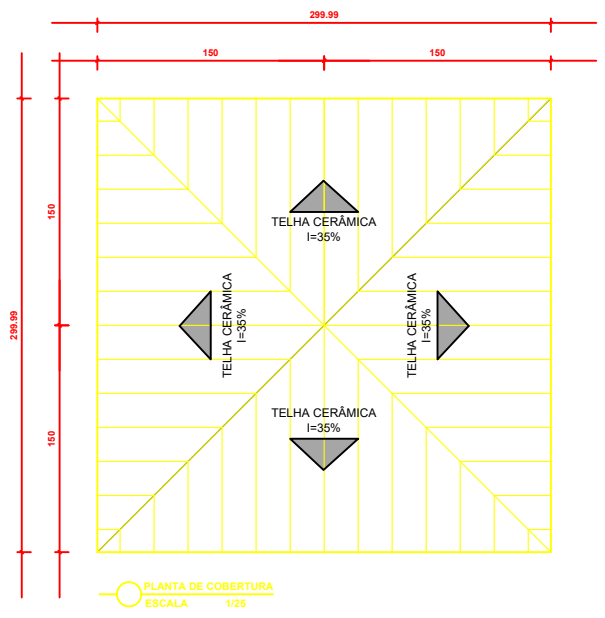 299.99
150 150
150
TELHA CERÂMICA
I=35%
TELHA CERÂMICA
I=35%
TELHA CERÂMICA
I=35%
299.99
TELHA CERÂMICA
I=35%
150
PLANTA DE COBERTURA
ESCALA 1/25